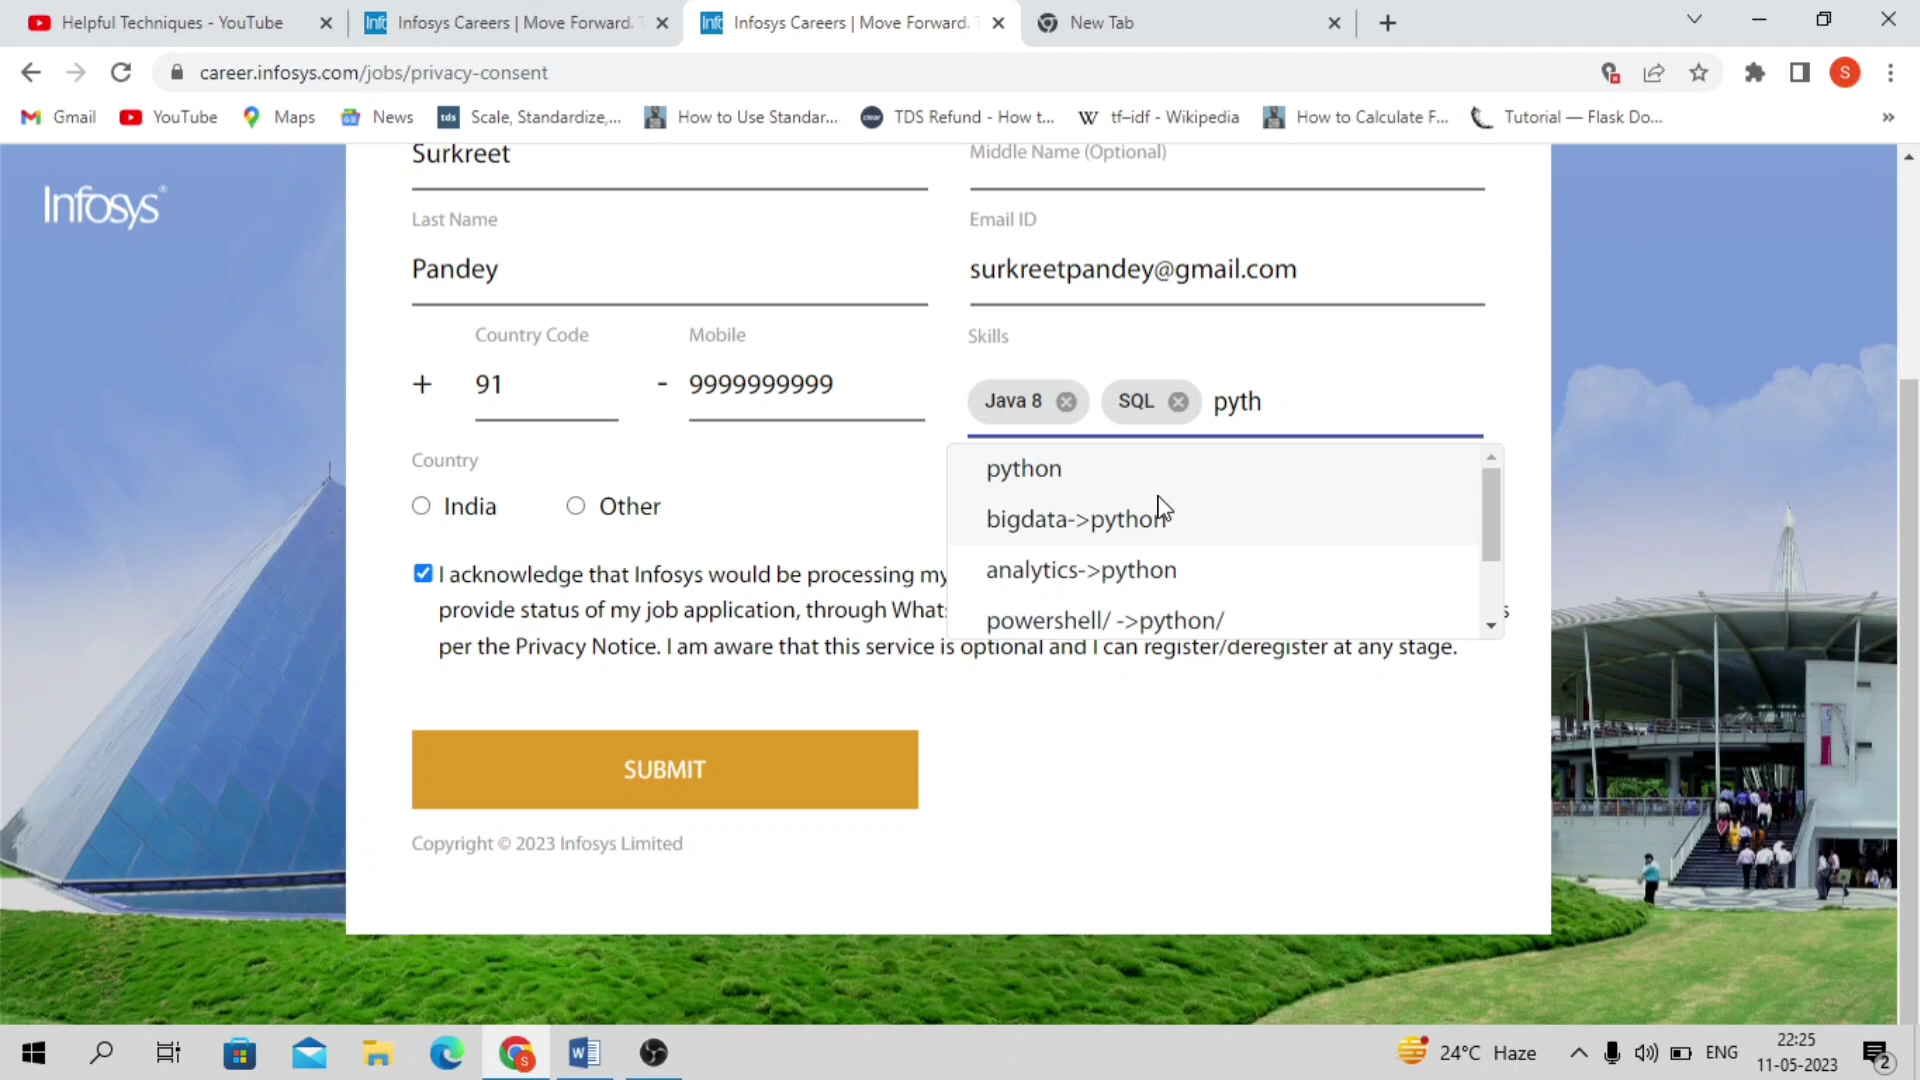 Helpful Techniques - YouTube
Infosys Careers | Move Forward.
Infosys Careers | Move Forward.
New Tab
career.infosys.com/jobs/privacy-consent
S
Gmail
YouTube
Maps
News
tds Scale, Standardize,...
How to Use Standar...
clear TDS Refund - How t...
W tf–idf - Wikipedia
How to Calculate F...
Tutorial — Flask Do...
»
Infosys®
Surkreet
Middle Name (Optional)
Last Name
Email ID
Pandey
surkreetpandey@gmail.com
Country Code
Mobile
Skills
+ 91 - 9999999999
Java 8
SQL
pyth
Country
India
Other
python
bigdata->python
analytics->python
powershell/ ->python/
I acknowledge that Infosys would be processing my
provide status of my job application, through
per the Privacy Notice. I am aware that this service is optional and I can register/deregister at any stage.
SUBMIT
Copyright © 2023 Infosys Limited
24°C Haze
ENG
22:25
11-05-2023
2